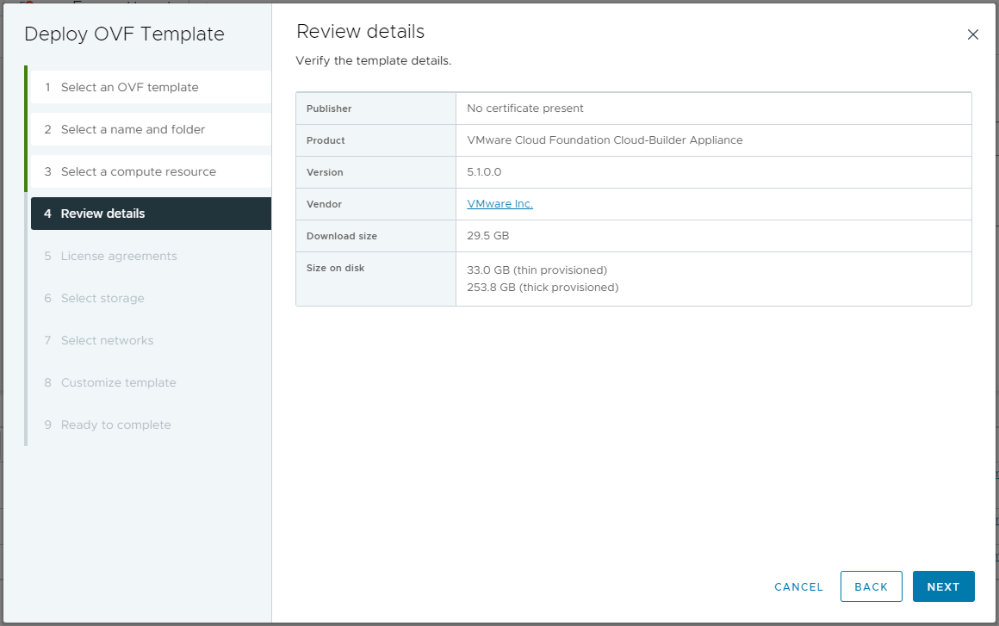 Deploy OVF Template
1 Select an OVF template
2 Select a name and folder
3 Select a compute resource
4 Review details
5 License agreements
6 Select storage
7 Select networks
8 Customize template
9 Ready to complete
Review details
Verify the template details.
Publisher No certificate present
Product VMware Cloud Foundation Cloud-Builder Appliance
Version 5.1.0.0
Vendor VMware Inc.
Download size 29.5 GB
Size on disk 33.0 GB (thin provisioned)
253.8 GB (thick provisioned)
CANCEL BACK NEXT